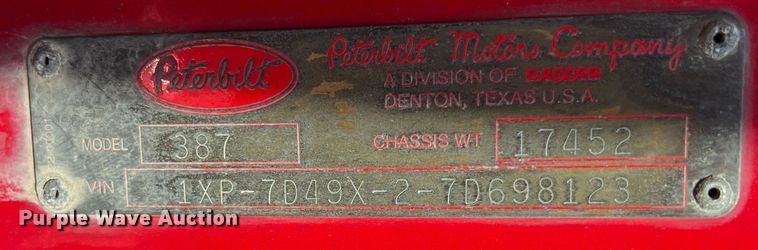 Peterbilt
Peterbilt Motors Company
A DIVISION OF PACCAR
DENTON, TEXAS U.S.A.
MODEL 387 CHASSIS WT 17452
VIN 1XP-7D49X-2-7D698123
Purple Wave Auction